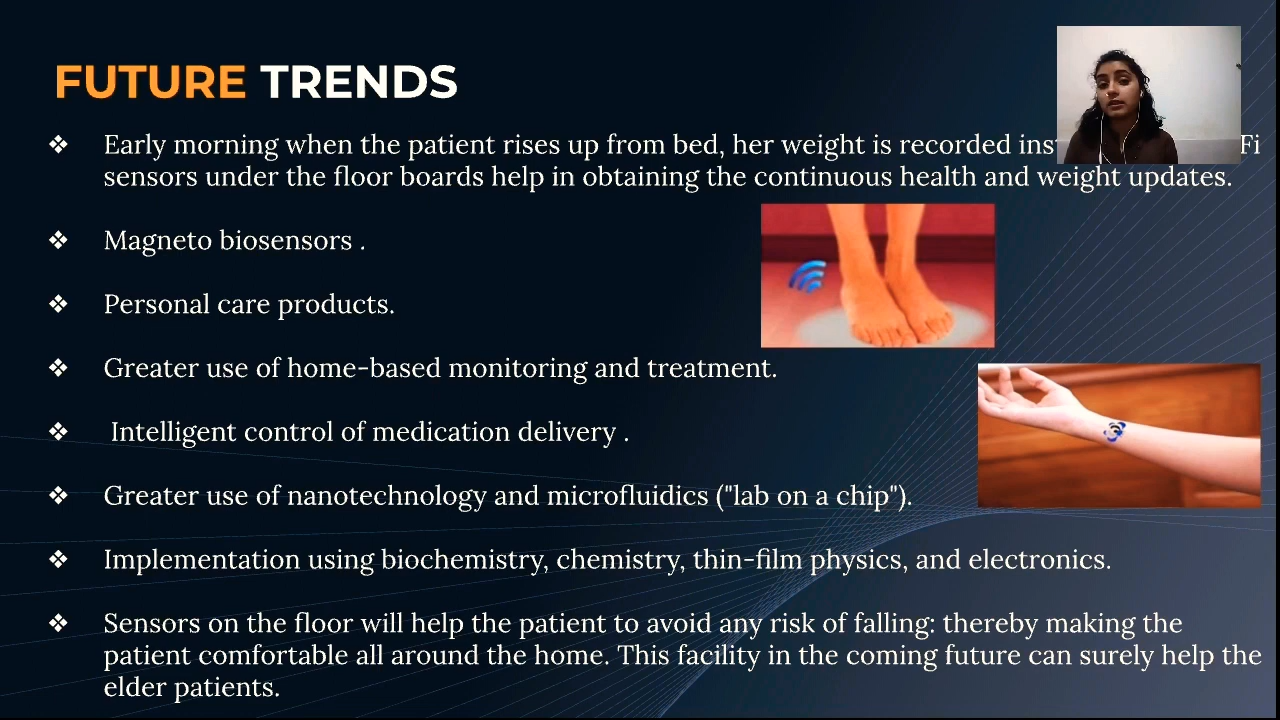 FUTURE TRENDS
❖ Early morning when the patient rises up from bed, her weight is recorded Fi
sensors under the floor boards help in obtaining the continuous health and weight updates.
❖ Magneto biosensors .
❖ Personal care products.
❖ Greater use of home-based monitoring and treatment.
❖ Intelligent control of medication delivery .
❖ Greater use of nanotechnology and microfluidics ("lab on a chip").
❖ Implementation using biochemistry, chemistry, thin-film physics, and electronics.
❖ Sensors on the floor will help the patient to avoid any risk of falling: thereby making the
patient comfortable all around the home. This facility in the coming future can surely help the
elder patients.